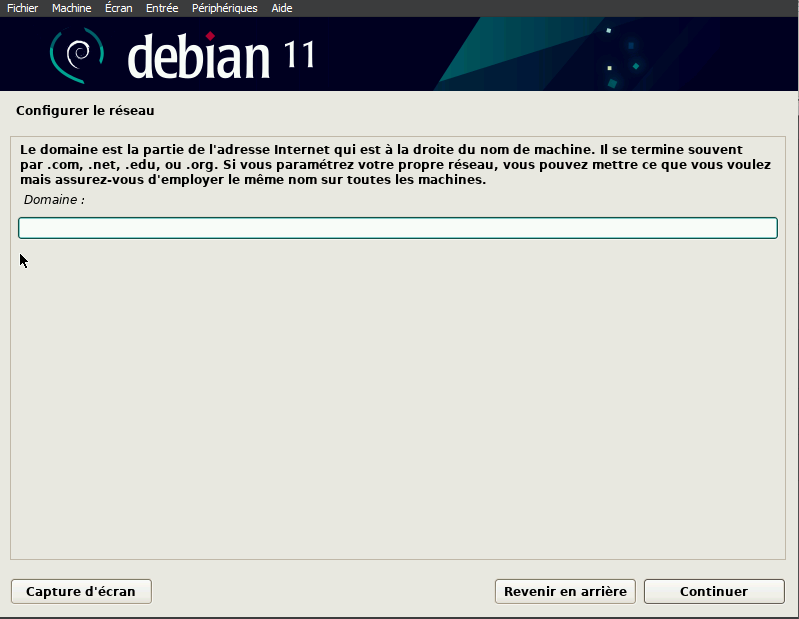 Fichier Machine Écran Entrée Périphériques Aide
debian 11
Configurer le réseau
Le domaine est la partie de l'adresse Internet qui est à la droite du nom de machine. Il se termine souvent
par .com, .net, .edu, ou .org. Si vous paramétrez votre propre réseau, vous pouvez mettre ce que vous voulez
mais assurez-vous d'employer le même nom sur toutes les machines.
Domaine :
Capture d'écran Revenir en arrière Continuer